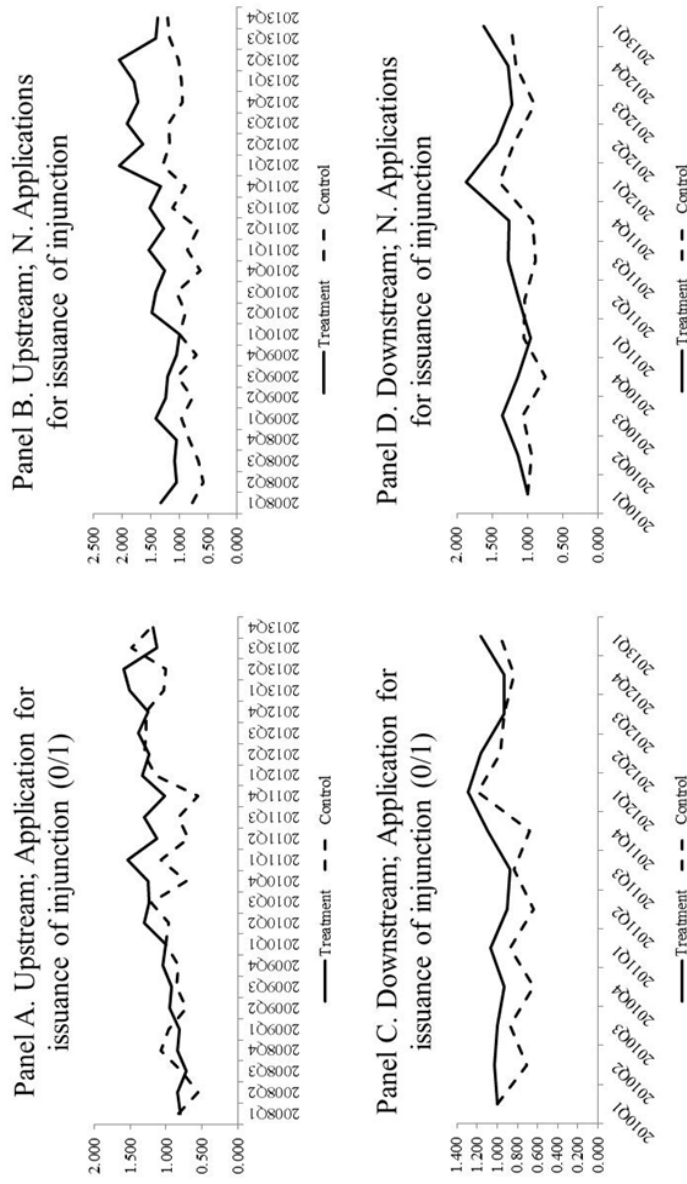 Panel A. Upstream; Application for
issuance of injunction (0/1)
2.000
1.500
1.000
0.500
0.000
2008Q1
2008Q2
2008Q3
2008Q4
2009Q1
2009Q2
2009Q3
2009Q4
2010Q1
2010Q2
2010Q3
2010Q4
2011Q1
2011Q2
2011Q3
2011Q4
2012Q1
2012Q2
2012Q3
2012Q4
2013Q1
2013Q2
2013Q3
2013Q4
Treatment Control
Panel B. Upstream; N. Applications
for issuance of injunction
2.500
2.000
1.500
1.000
0.500
0.000
2008Q1
2008Q2
2008Q3
2008Q4
2009Q1
2009Q2
2009Q3
2009Q4
2010Q1
2010Q2
2010Q3
2010Q4
2011Q1
2011Q2
2011Q3
2011Q4
2012Q1
2012Q2
2012Q3
2012Q4
2013Q1
2013Q2
2013Q3
2013Q4
Treatment Control
Panel C. Downstream; Application for
issuance of injunction (0/1)
1.400
1.200
1.000
0.800
0.600
0.400
0.200
0.000
2010Q1
2010Q2
2010Q3
2010Q4
2011Q1
2011Q2
2011Q3
2011Q4
2012Q1
2012Q2
2012Q3
2012Q4
2013Q1
Treatment Control
Panel D. Downstream; N. Applications
for issuance of injunction
2.000
1.500
1.000
0.500
0.000
2010Q1
2010Q2
2010Q3
2010Q4
2011Q1
2011Q2
2011Q3
2011Q4
2012Q1
2012Q2
2012Q3
2012Q4
2013Q1
Treatment Control